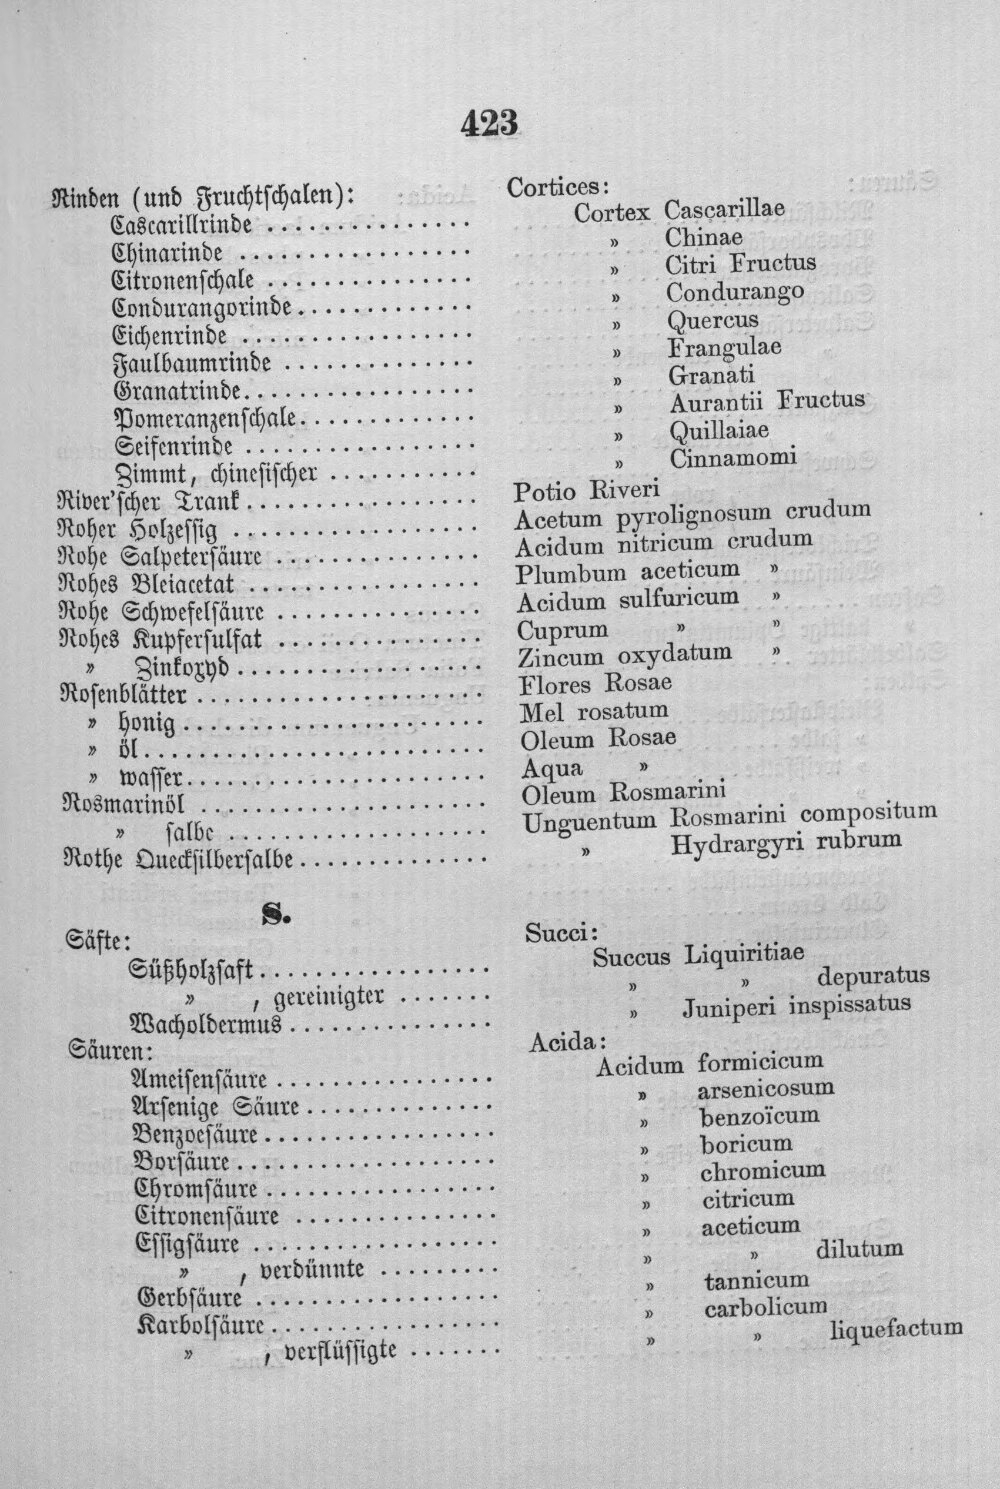 423
Rinden (und Fruchtschalen): Cortices:
Cascarillrinde ............... Cortex Cascarillae
Chinarinde ................. » Chinae
Citronenschale ............... » Citri Fructus
Condurangorinde............. » Condurango
Eichenrinde ................. » Quercus
Faulbaumrinde .............. » Frangulae
Granatrinde................. » Granati
Pomeranzenschale............. » Aurantii Fructus
Seifenrinde ................. » Quillaiae
Zimmt, chinesischer ........... » Cinnamomi
River'scher Trank................. Potio Riveri
Roher Holzessig .................. Acetum pyrolignosum crudum
Rohe Salpetersäure ............... Acidum nitricum crudum
Rohes Bleiacetat ................. Plumbum aceticum »
Rohe Schwefelsäure ............... Acidum sulfuricum »
Rohes Kupfersulfat ............... Cuprum » »
» Zinkoxyd .................. Zincum oxydatum »
Rosenblätter ..................... Flores Rosae
» honig ...................... Mel rosatum
» öl......................... Oleum Rosae
» wasser...................... Aqua »
Rosmarinöl ..................... Oleum Rosmarini
» salbe ................... Unguentum Rosmarini compositum
Rothe Quecksilbersalbe.............. » Hydrargyri rubrum
S.
Säfte: Succi:
Süßholzsaft................. Succus Liquiritiae
» , gereinigter ....... » » depuratus
Wacholdermus ............... » Juniperi inspissatus
Säuren: Acida:
Ameisensäure ................ Acidum formicicum
Arsenige Säure.............. » arsenicosum
Benzoesäure................. » benzoïcum
Borsäure................... » boricum
Chromsäure ................. » chromicum
Citronensäure ............... » citricum
Essigsäure .................. » aceticum
» , verdünnte ......... » » dilutum
Gerbsäure .................. » tannicum
Karbolsäure................. » carbolicum
» , verflüssigte ....... » » liquefactum